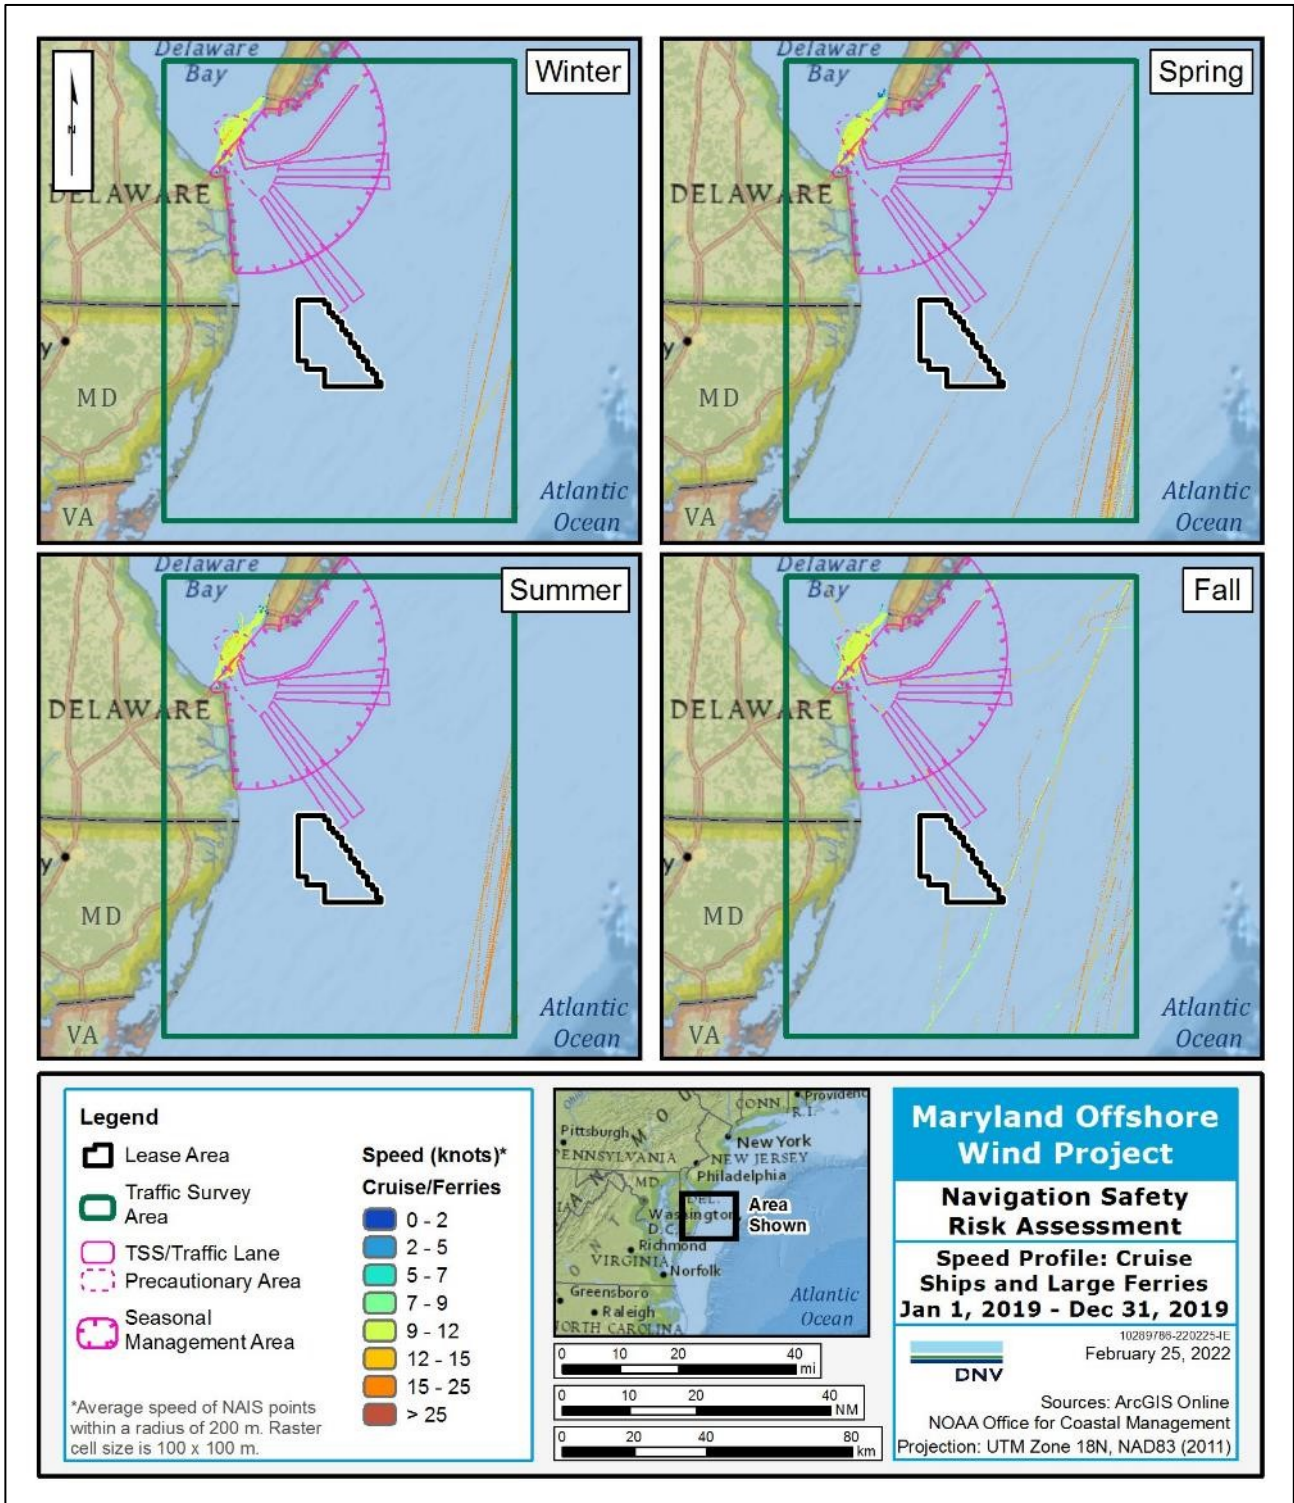 Delaware
Bay
Winter
N
DELAWARE
y
MD
VA
Atlantic
Ocean
Delaware
Bay
Spring
DELAWARE
y
MD
VA
Atlantic
Ocean
Delaware
Bay
Summer
DELAWARE
y
MD
VA
Atlantic
Ocean
Delaware
Bay
Fall
DELAWARE
y
MD
VA
Atlantic
Ocean
Legend
Lease Area
Traffic Survey
Area
TSS/Traffic Lane
Precautionary Area
Seasonal
Management Area
*Average speed of NAIS points
within a radius of 200 m. Raster
cell size is 100 x 100 m.
Speed (knots)*
Cruise/Ferries
0 - 2
2 - 5
5 - 7
7 - 9
9 - 12
12 - 15
15 - 25
> 25
CONN.
Providenc
R.I.
Pittsburgh
New York
ENNSYLVANIA
NEW JERSEY
Philadelphia
MD.
DEL.
Washington,
D.C.
Area
Shown
Richmond
VIRGINIA
Norfolk
Greensboro
Raleigh
ORTH CAROLINA
Atlantic
Ocean
0 10 20 40
mi
0 10 20 40
NM
0 20 40 80
km
Maryland Offshore
Wind Project
Navigation Safety
Risk Assessment
Speed Profile: Cruise
Ships and Large Ferries
Jan 1, 2019 - Dec 31, 2019
10289786-220225-IE
February 25, 2022
DNV
Sources: ArcGIS Online
NOAA Office for Coastal Management
Projection: UTM Zone 18N, NAD83 (2011)